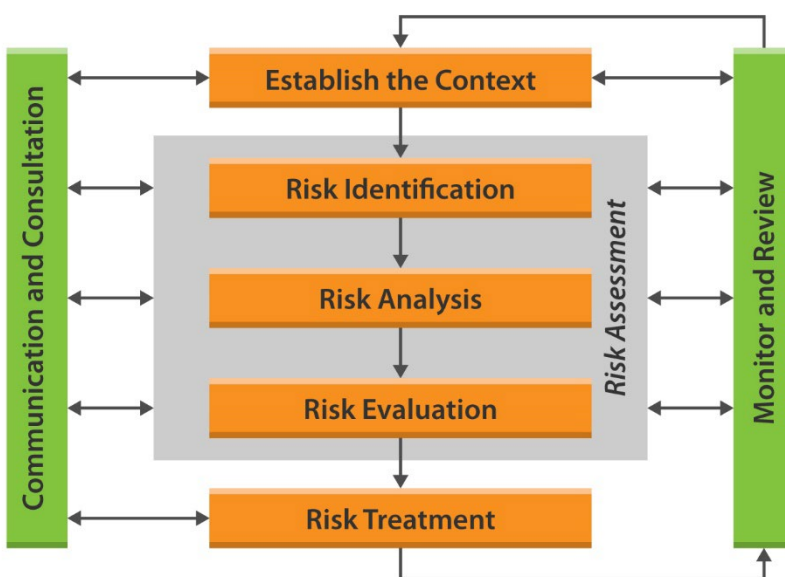 Establish the Context
Communication and Consultation
Risk Identification
Risk Analysis
Risk Evaluation
Risk Assessment
Monitor and Review
Risk Treatment